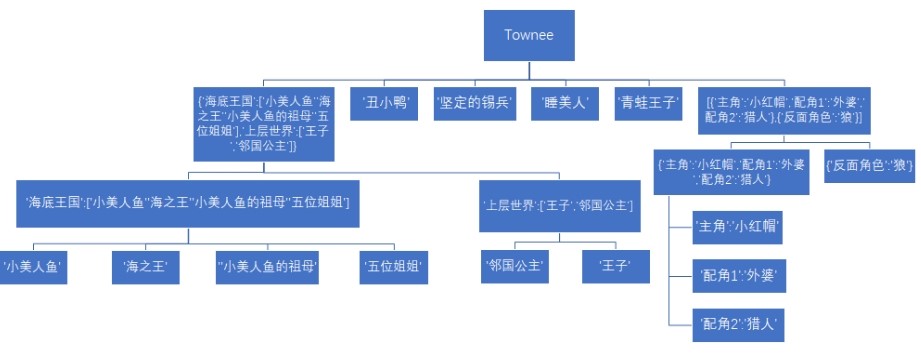 Townee
{'海底王国':['小美人鱼''海
之王''小美人鱼的祖母''五
位姐姐'],'上层世界':['王子
','邻国公主']}
'丑小鸭'
'坚定的锡兵'
'睡美人'
'青蛙王子'
[{'主角':'小红帽','配角1':'外婆','
配角2':'猎人'},{'反面角色':'狼'}]
'海底王国':['小美人鱼''海之王''小美人鱼的祖母''五位姐姐']
'上层世界':['王子','邻国公主']
{'主角':'小红帽','配角1':'外婆
','配角2':'猎人'}
{'反面角色':'狼'}
'小美人鱼'
'海之王'
''小美人鱼的祖母'
'五位姐姐'
'邻国公主'
'王子'
'主角':'小红帽'
'配角1':'外婆'
'配角2':'猎人'